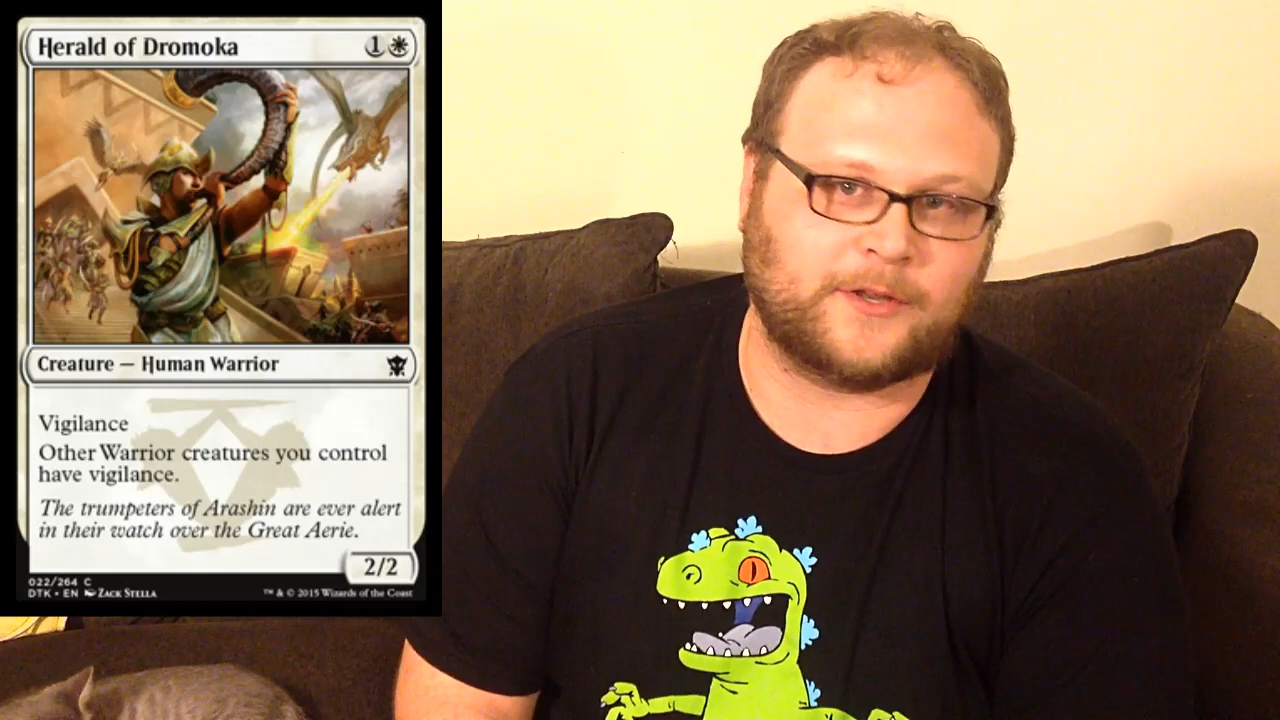 Herald of Dromoka 1
Creature — Human Warrior
Vigilance
Other Warrior creatures you control
have vigilance.
The trumpeters of Arashin are ever alert
in their watch over the Great Aerie.
2/2
022/264 C
DTK • EN Zack Stella ™ & © 2015 Wizards of the Coast